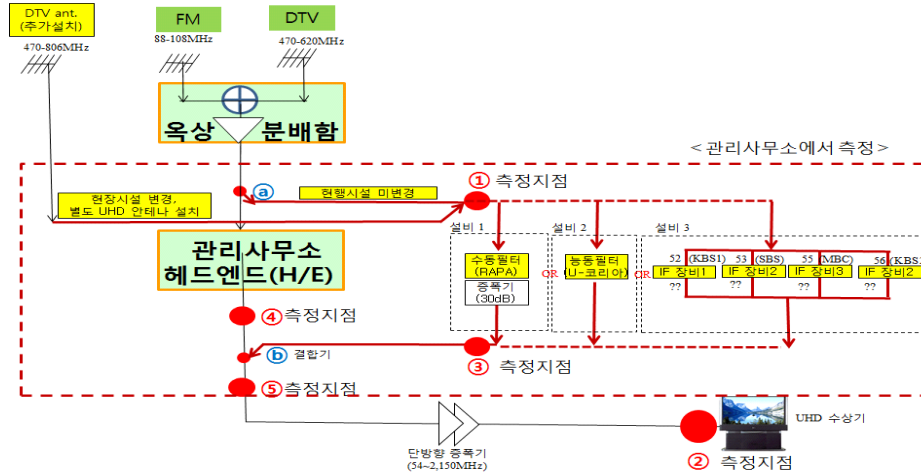 DTV ant.
(추가설치)
470-806MHz
FM
88-108MHz
DTV
470-620MHz
옥상 분배함
<관리사무소에서 측정>
ⓐ
현행시설 미변경
① 측정지점
현장시설 변경,
별도 UHD 안테나 설치
관리사무소
헤드엔드(H/E)
설비 1
수동필터
(RAPA)
증폭기
(30dB)
OR
설비 2
능동필터
(U-코리아)
OR
설비 3
52 (KBS1)
IF 장비1
??
53 (SBS)
IF 장비2
??
55 (MBC)
IF 장비3
??
56 (KBS
IF 장비2
??
④ 측정지점
ⓑ 결합기
③ 측정지점
⑤ 측정지점
단방향 증폭기
(54~2,150MHz)
UHD 수상기
② 측정지점